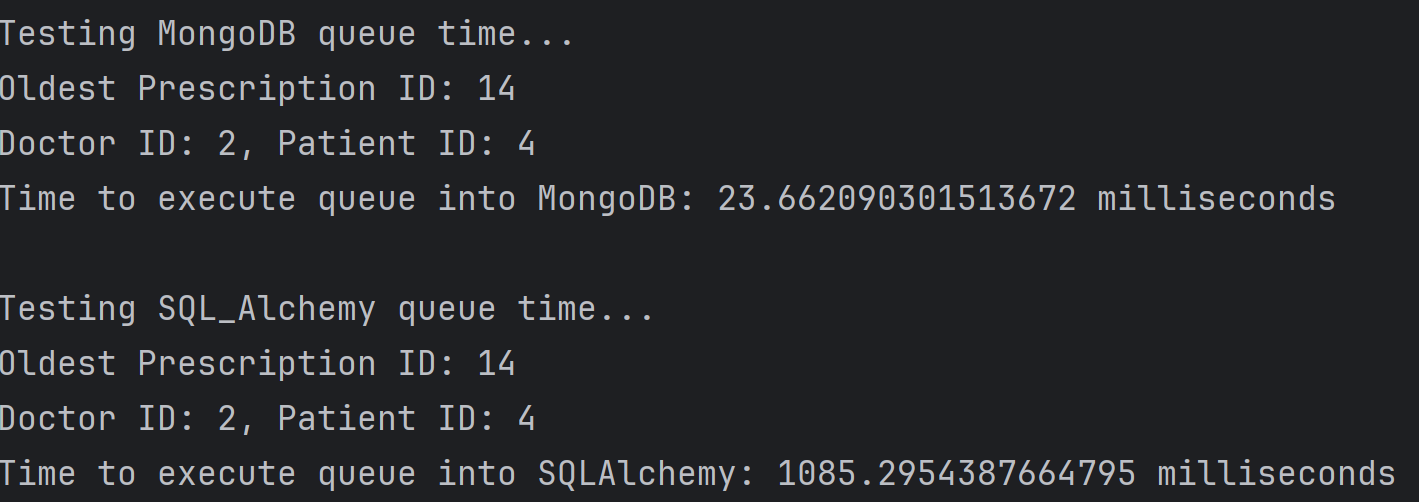 Testing MongoDB queue time...
Oldest Prescription ID: 14
Doctor ID: 2, Patient ID: 4
Time to execute queue into MongoDB: 23.662090301513672 milliseconds
Testing SQL_Alchemy queue time...
Oldest Prescription ID: 14
Doctor ID: 2, Patient ID: 4
Time to execute queue into SQLAlchemy: 1085.2954387664795 milliseconds